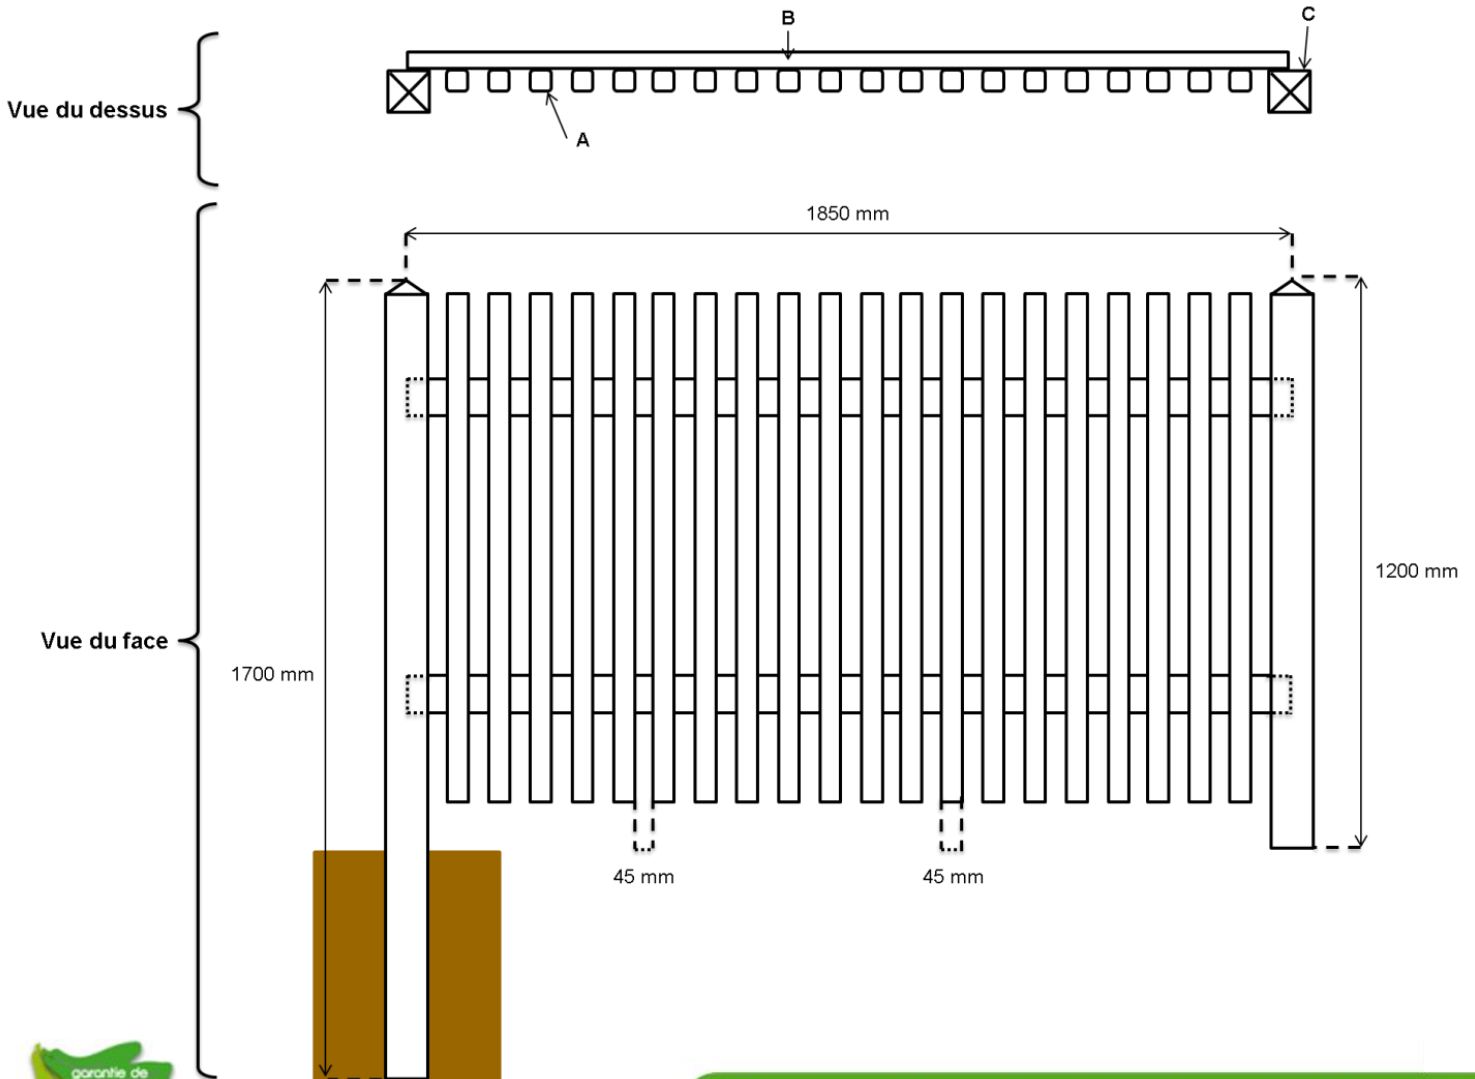 B
C
Vue du dessus
A
1850 mm
1200 mm
Vue du face
1700 mm
45 mm
45 mm
garantie de